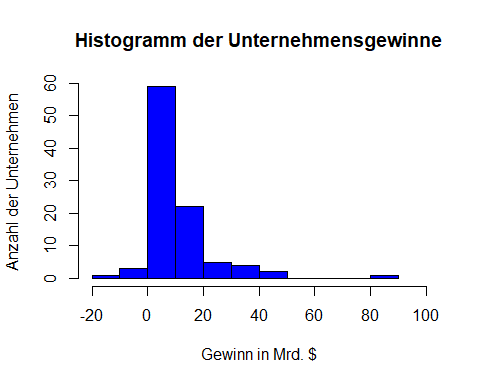 Histogramm der Unternehmensgewinne
Anzahl der Unternehmen
60
50
40
30
20
10
0
-20 0 20 40 60 80 100
Gewinn in Mrd. $